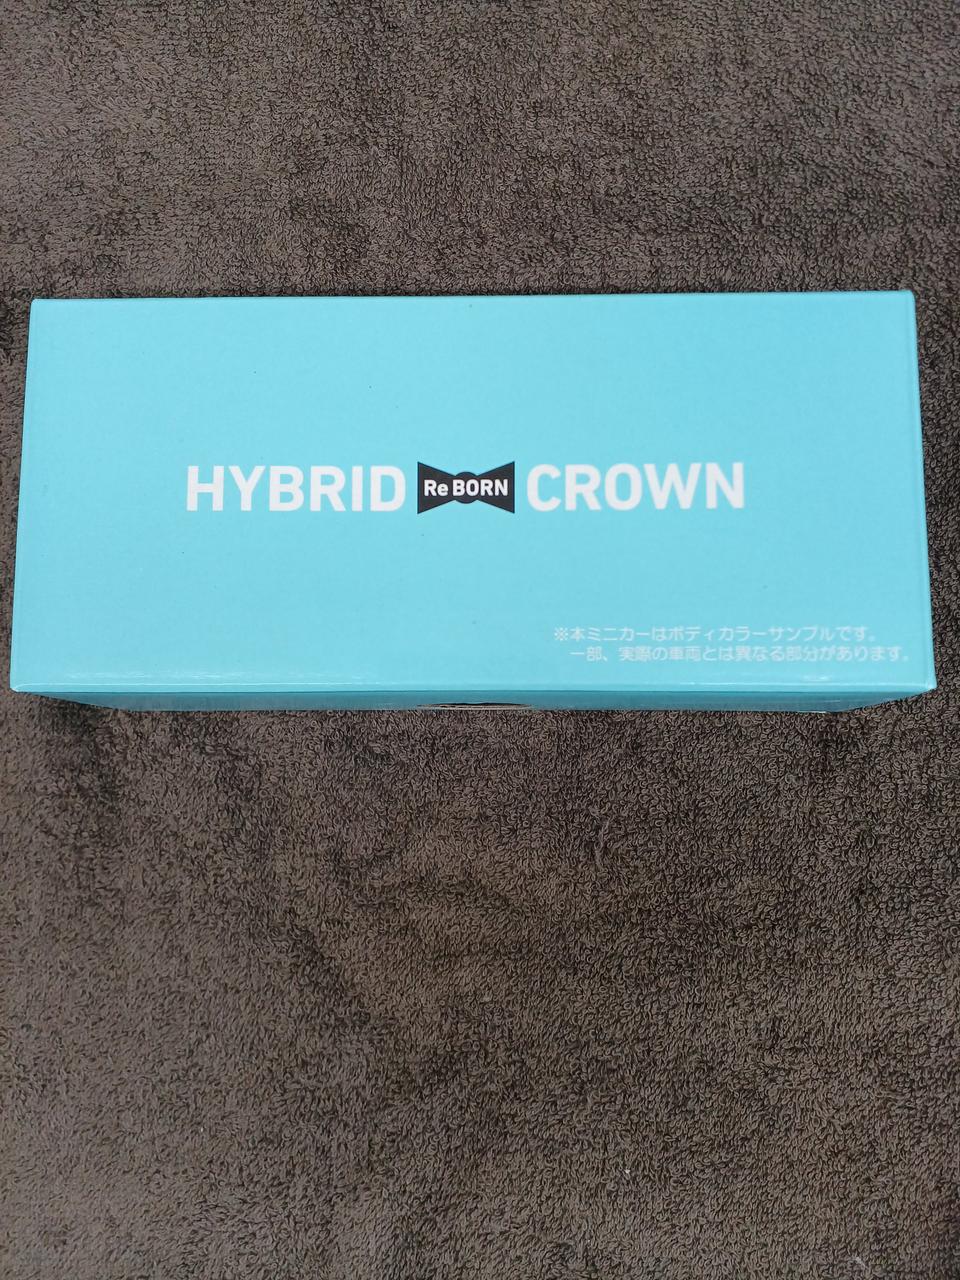 HYBRID Re BORN CROWN
※本ミニカーはボディカラーサンプルです。
一部、実際の車両とは異なる部分があります。